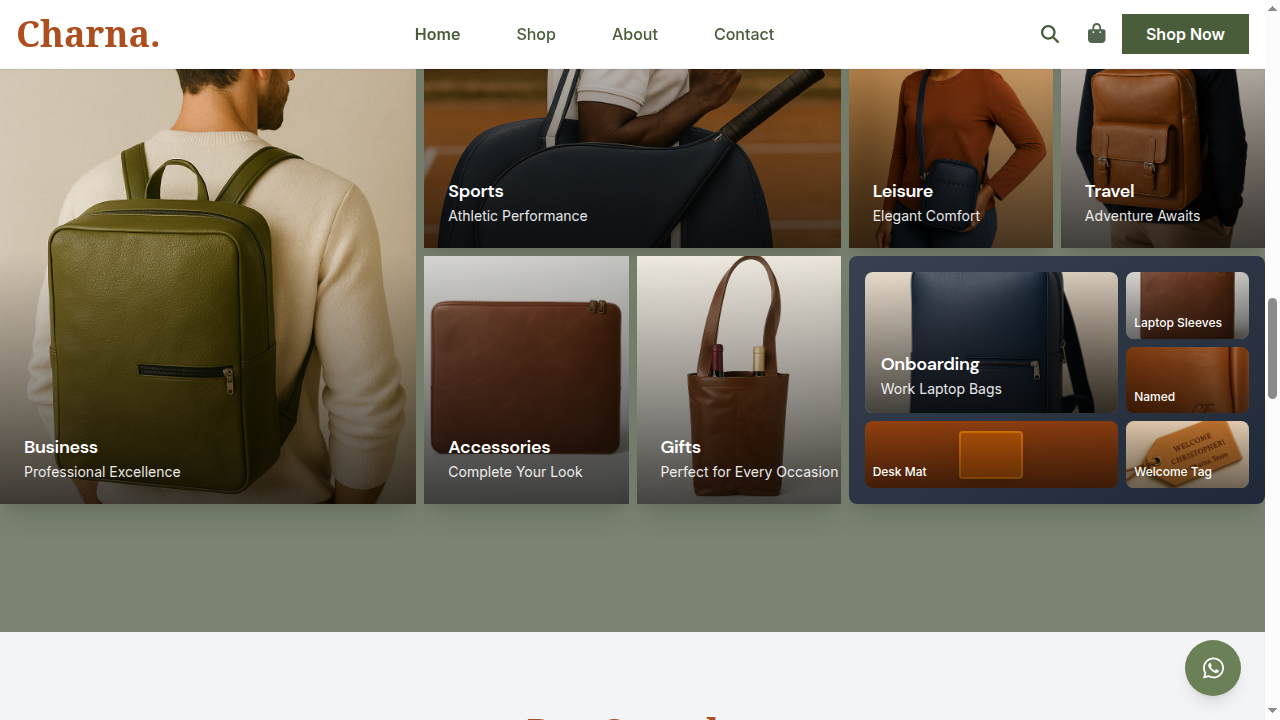 Charna.
Home
Shop
About
Contact
Shop Now
Sports
Athletic Performance
Leisure
Elegant Comfort
Travel
Adventure Awaits
Business
Professional Excellence
Accessories
Complete Your Look
Gifts
Perfect for Every Occasion
Onboarding
Work Laptop Bags
Laptop Sleeves
Named
Desk Mat
WELCOME
CHRISTOPHER!
Team
Welcome Tag